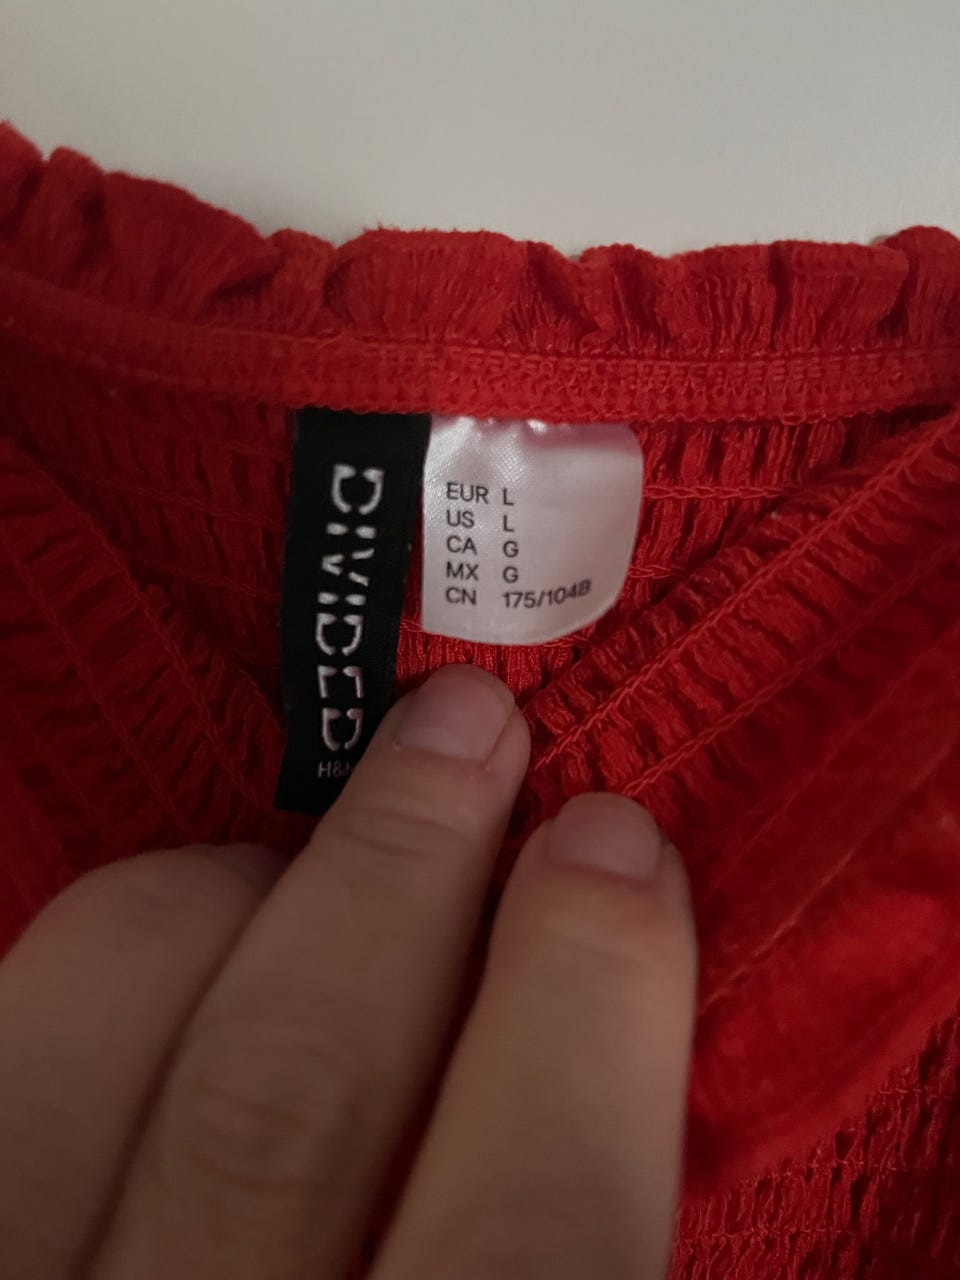 DIVIDED
H&M
EUR L
US L
CA G
MX G
CN 175/104B